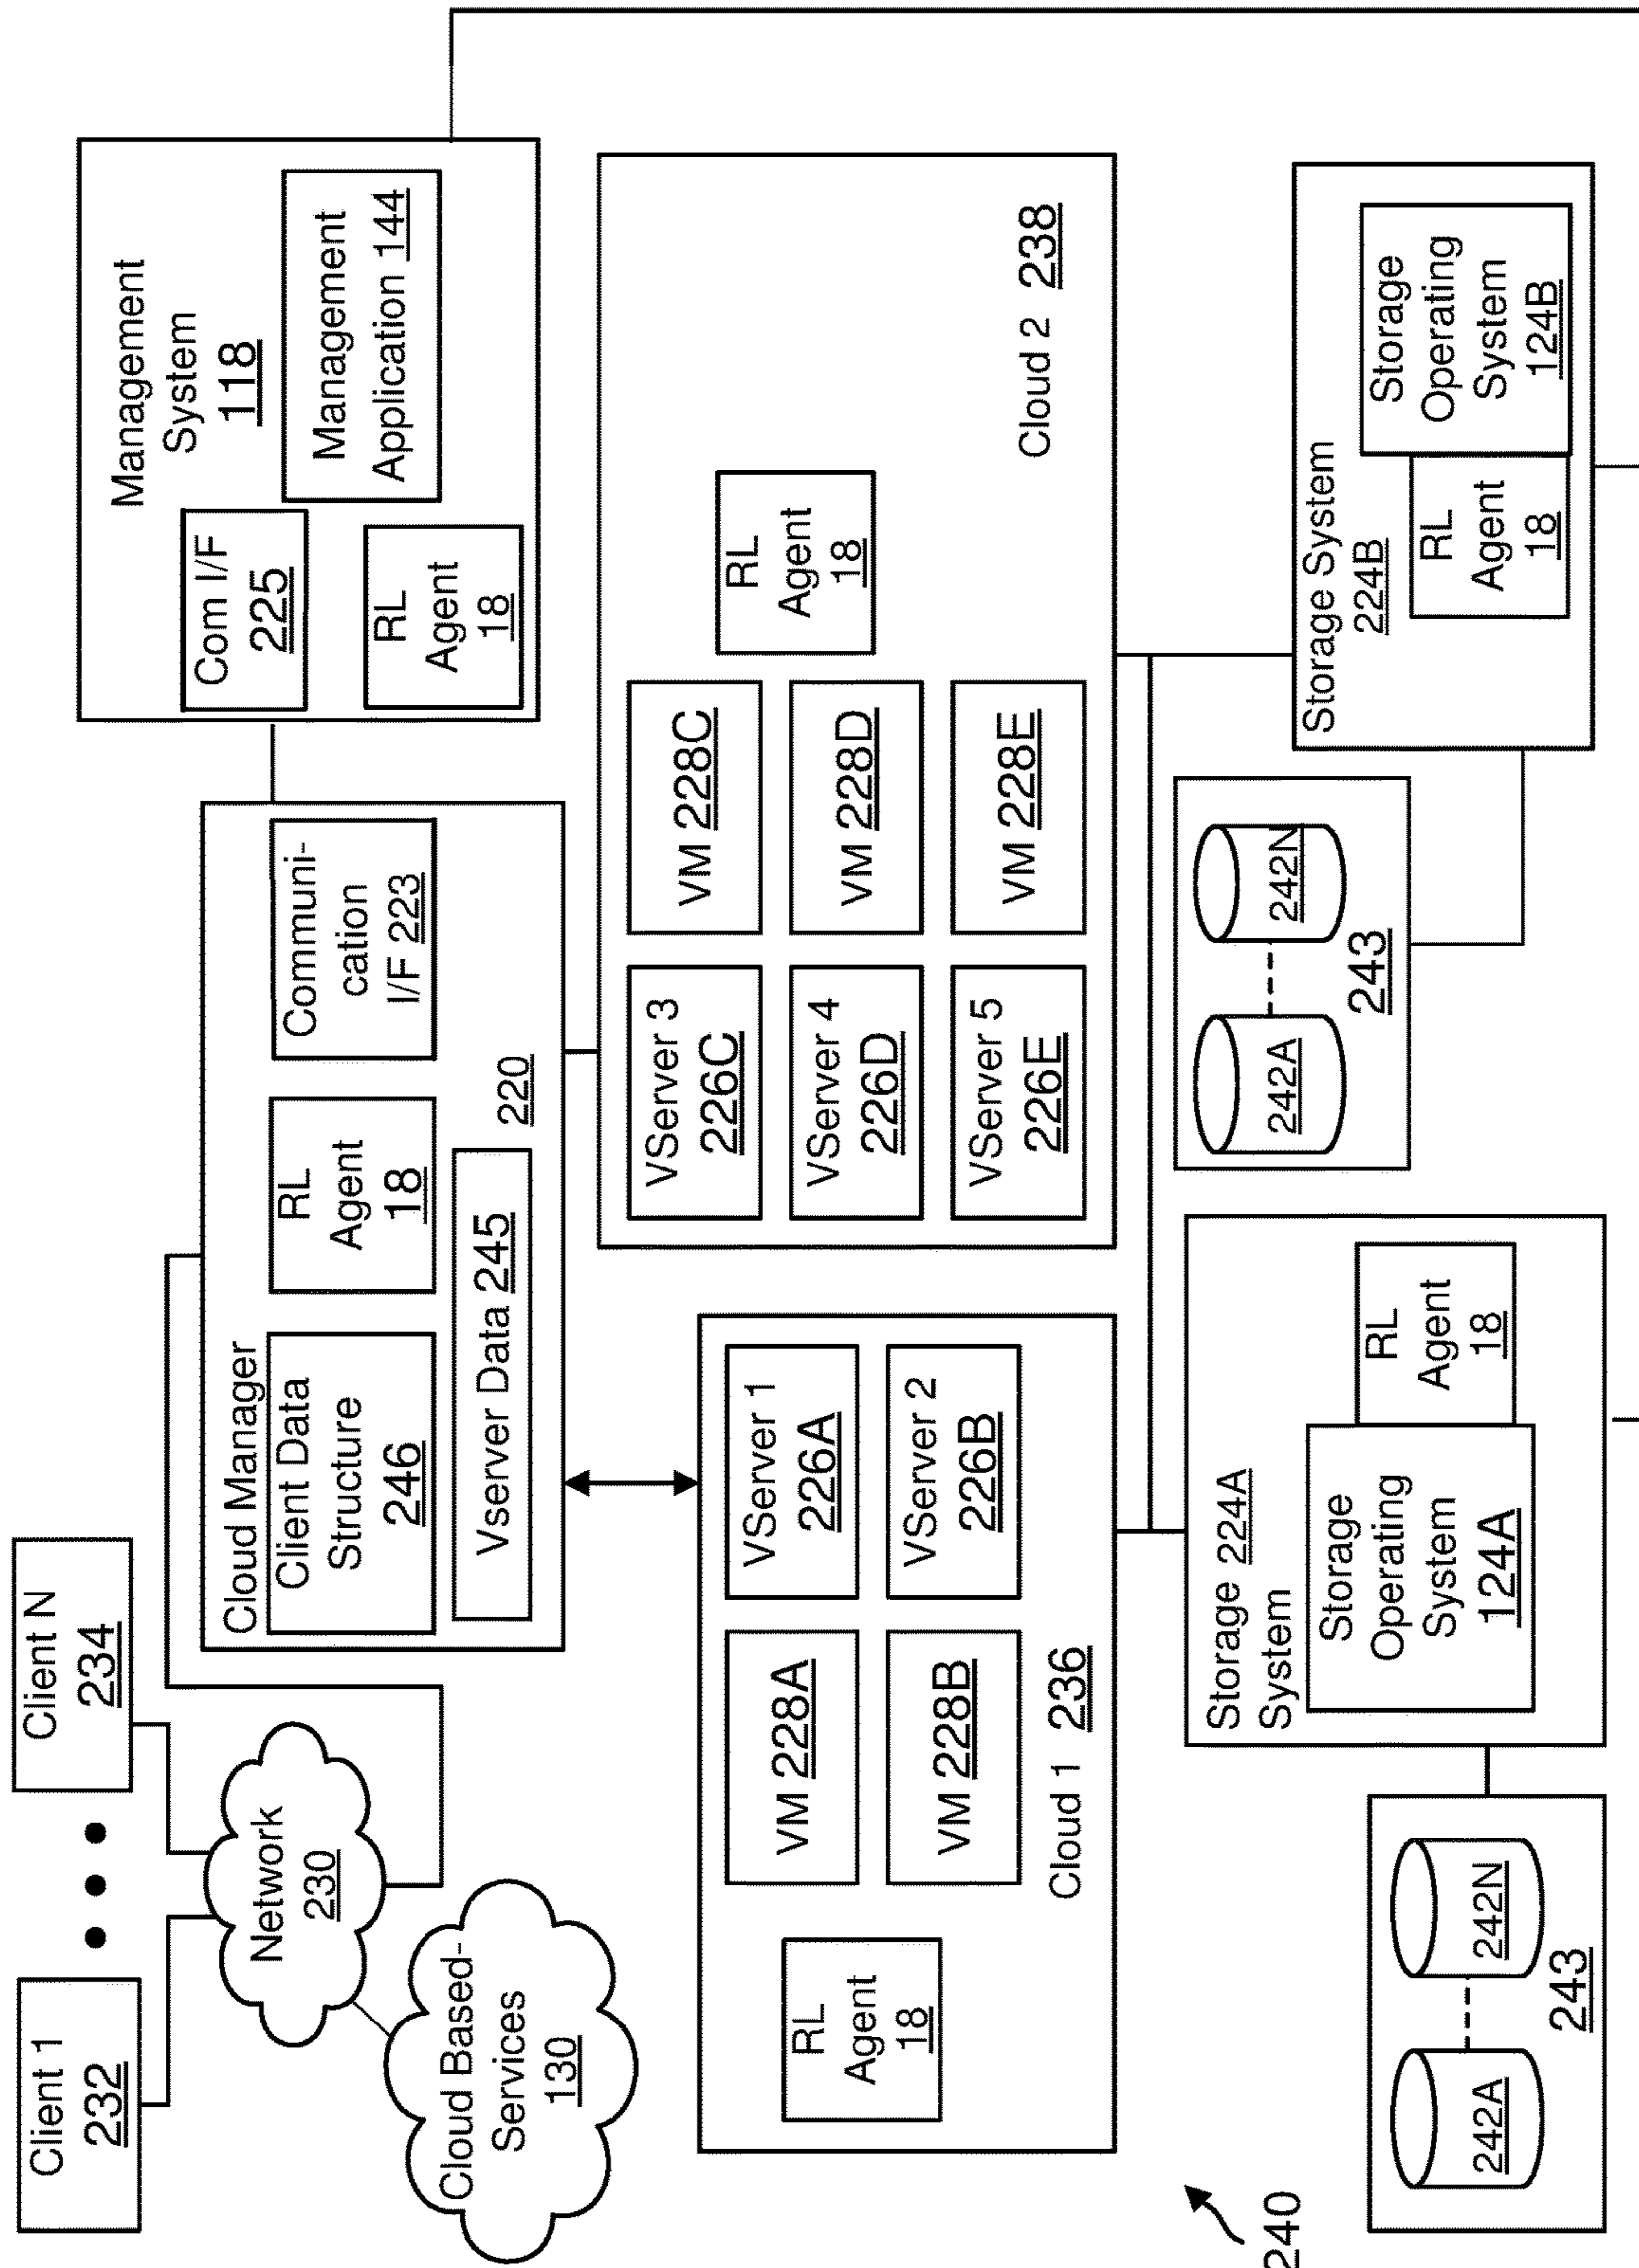 Client 1
232
Client N
234
Network
230
Cloud Based-
Services
130
Cloud Manager
Client Data
Structure
246
RL
Agent
18
Communi-
cation
I/F 223
Vserver Data 245
220
Management
System
118
Com I/F
225
Management
Application 144
RL
Agent
18
RL
Agent
18
VM 228A
VServer 1
226A
VM 228B
VServer 2
226B
Cloud 1 236
VServer 3
226C
VM 228C
VServer 4
226D
VM 228D
VServer 5
226E
VM 228E
RL
Agent
18
Cloud 2 238
240
242A
242N
243
Storage 224A
System
Storage
Operating
System
124A
RL
Agent
18
242A
242N
243
Storage System
224B
RL
Agent
18
Storage
Operating
System
124B